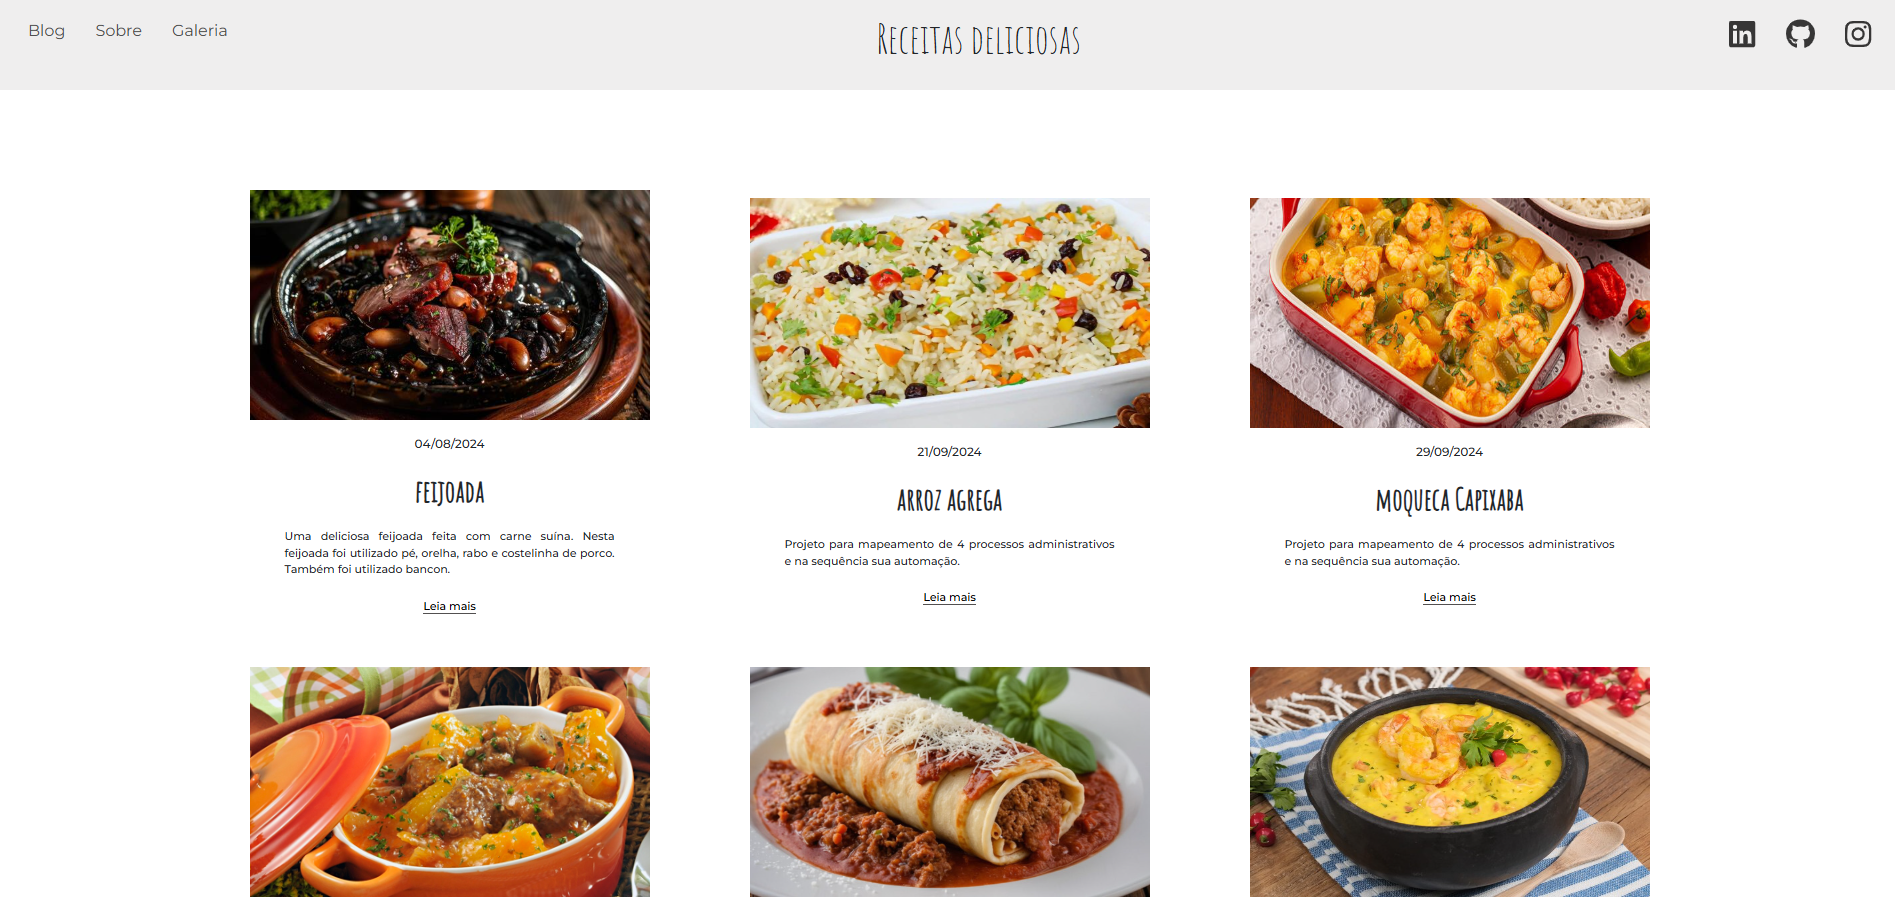 Blog Sobre Galeria
Receitas deliciosas
04/08/2024
feijoada
Uma deliciosa feijoada feita com carne suína. Nesta
feijoada foi utilizado pé, orelha, rabo e costelinha de porco.
Também foi utilizado bancon.
Leia mais
21/09/2024
arroz agrega
Projeto para mapeamento de 4 processos administrativos
e na sequência sua automação.
Leia mais
29/09/2024
moqueca Capixaba
Projeto para mapeamento de 4 processos administrativos
e na sequência sua automação.
Leia mais